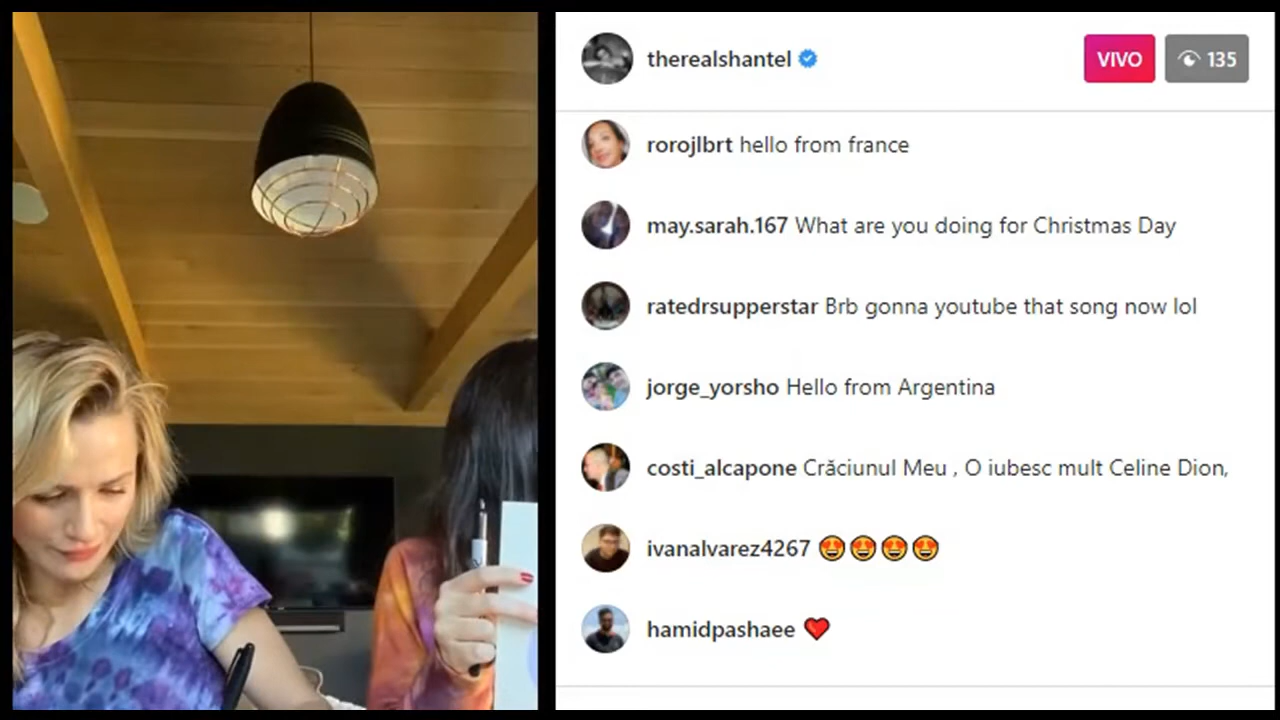 therealshantel
VIVO 135
rorojlbrt hello from france
may.sarah.167 What are you doing for Christmas Day
ratedrsupperstar Brb gonna youtube that song now lol
jorge_yorsho Hello from Argentina
costi_alcapone Crăciunul Meu , O iubesc mult Celine Dion,
ivanalvarez4267 😍😍😍😍
hamidpashaee ❤️